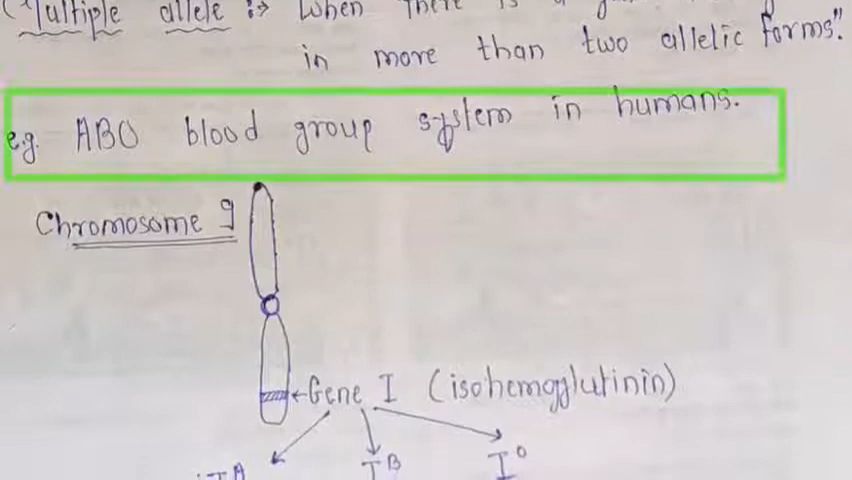 Multiple allele :→ When There is a
in more than two allelic forms".
e.g. ABO blood group system in humans.
Chromosome 9
Gene I (isohemagglutinin)
I^A I^B I^O